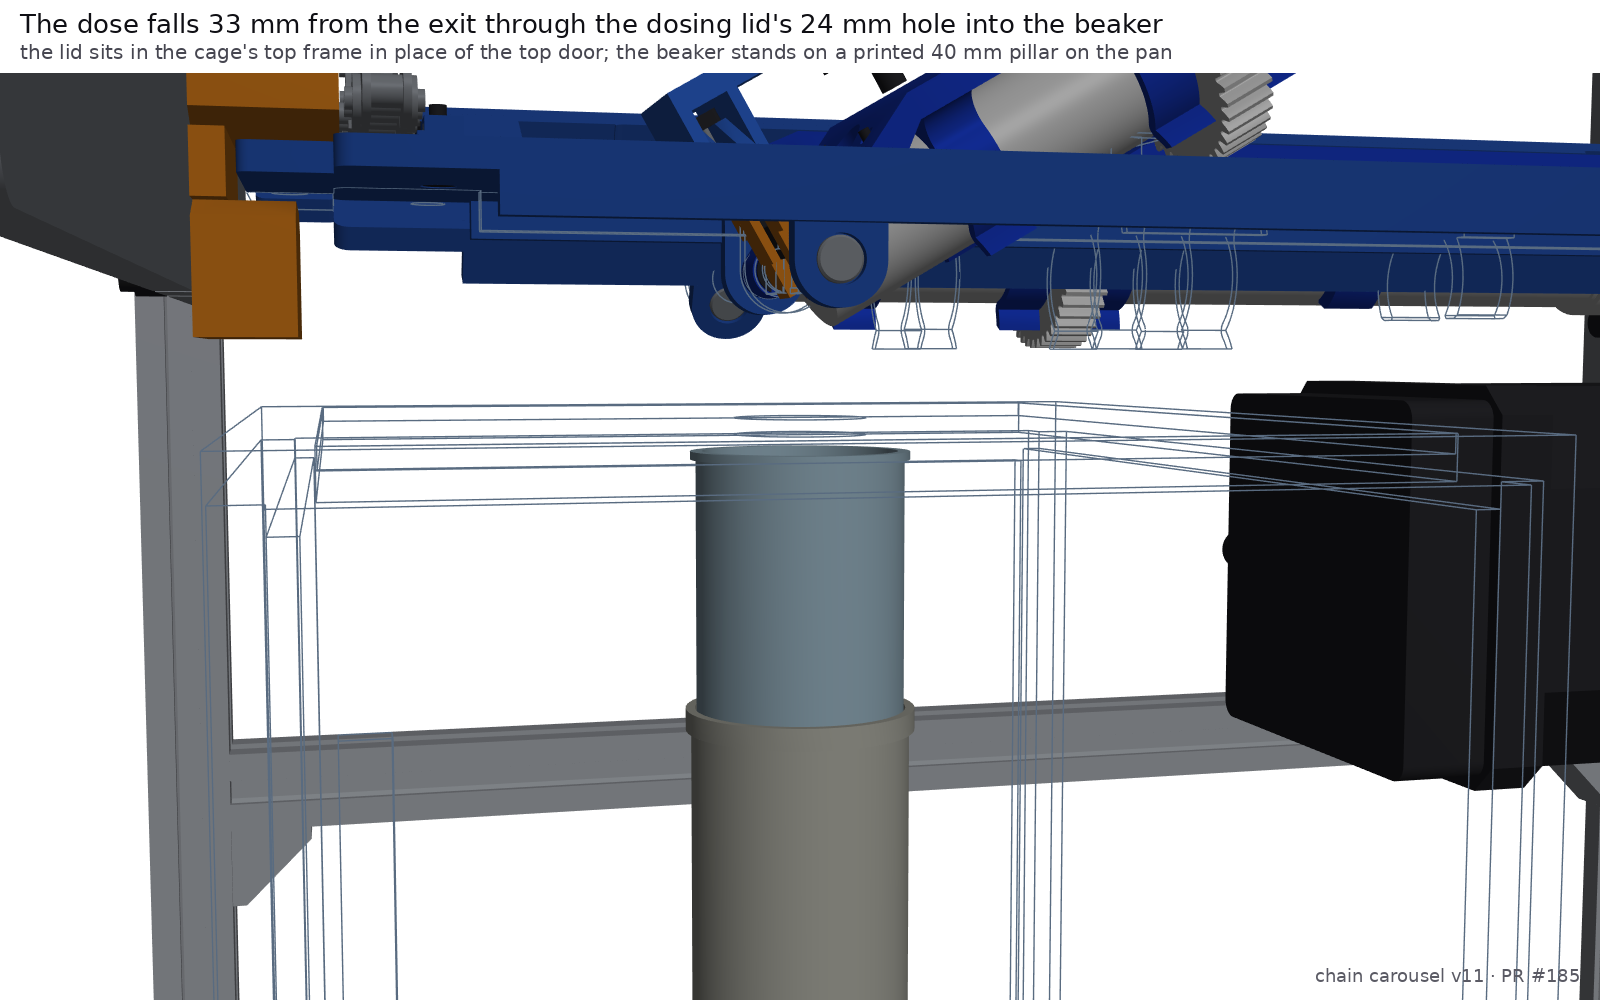 The dose falls 33 mm from the exit through the dosing lid's 24 mm hole into the beaker
the lid sits in the cage's top frame in place of the top door; the beaker stands on a printed 40 mm pillar on the pan
chain carousel v11 · PR #185